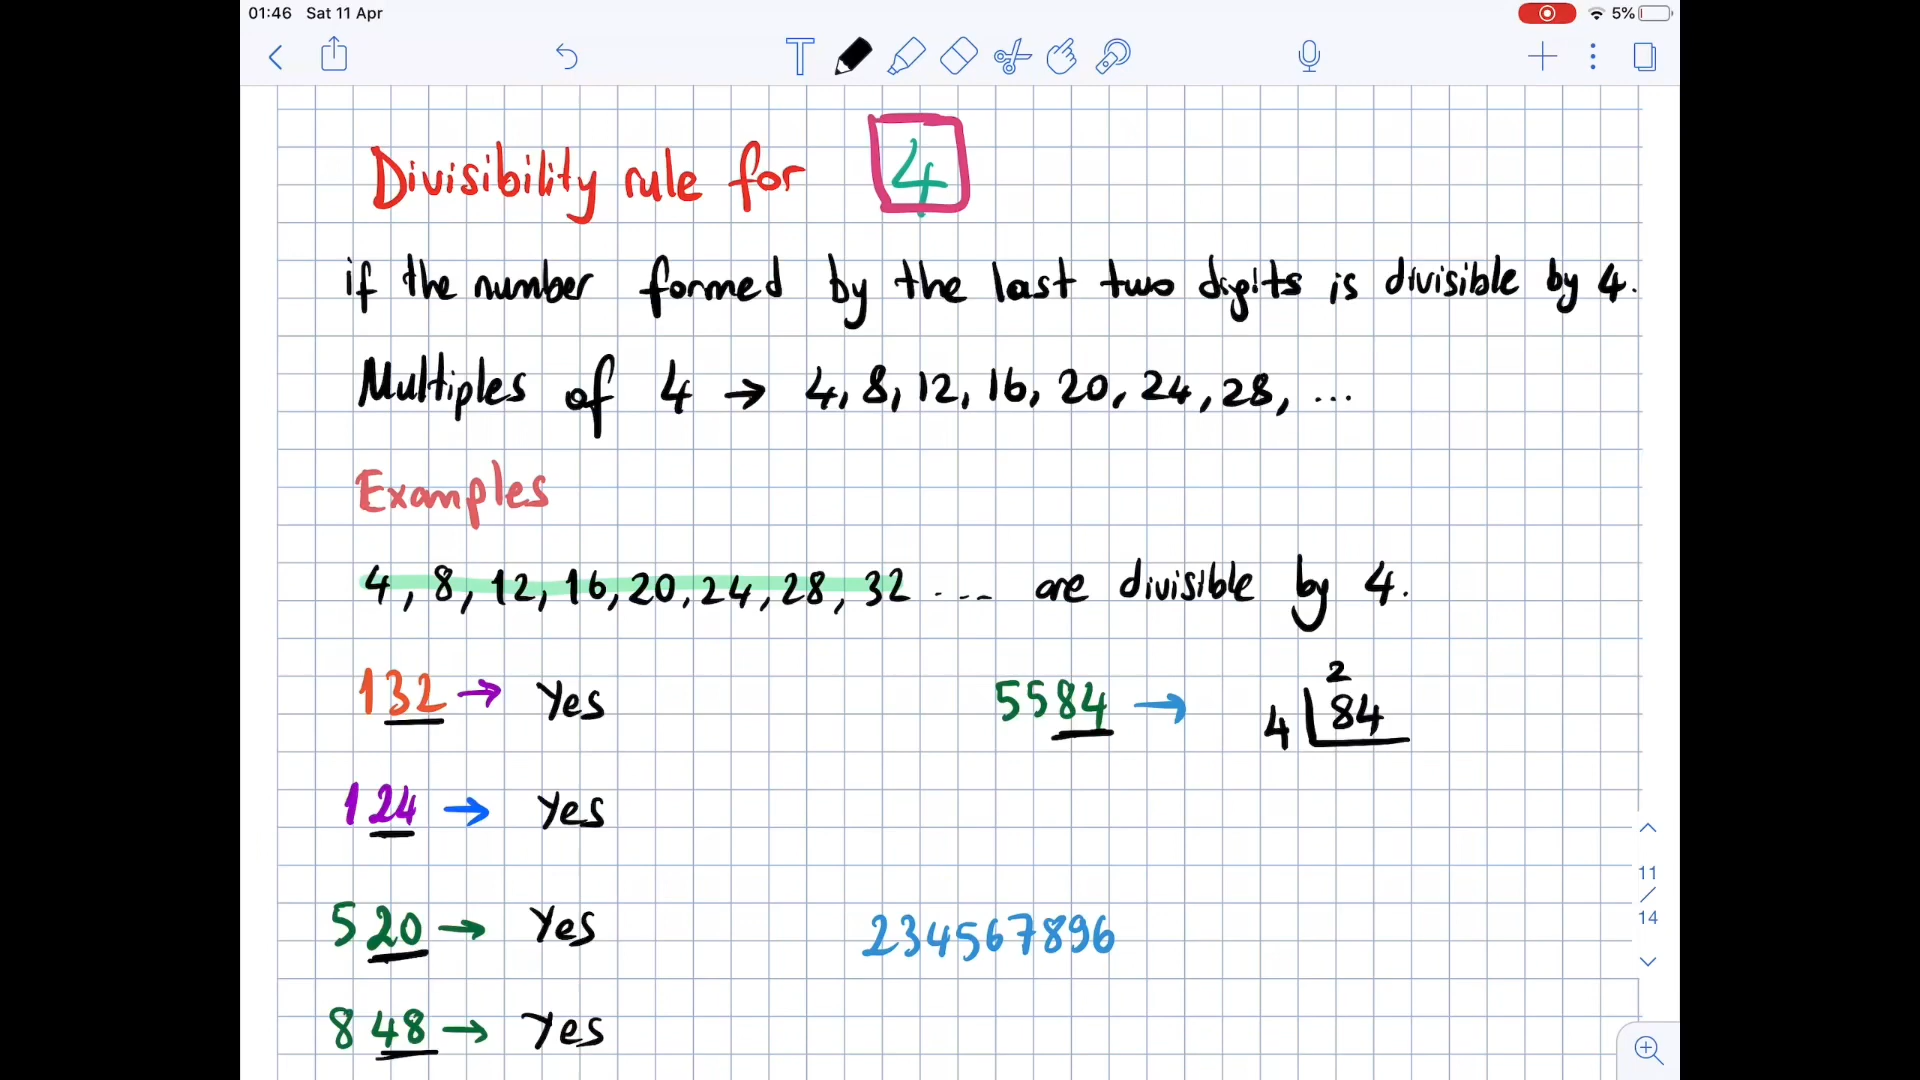 01:46 Sat 11 Apr 5%
Divisibility rule for 4
if the number formed by the last two digits is divisible by 4.
Multiples of 4 → 4, 8, 12, 16, 20, 24, 28, ...
Examples
4, 8, 12, 16, 20, 24, 28, 32 ... are divisible by 4.
132 → Yes
5584 →
2
4 84
124 → Yes
11
/
14
520 → Yes
234567896
848 → Yes